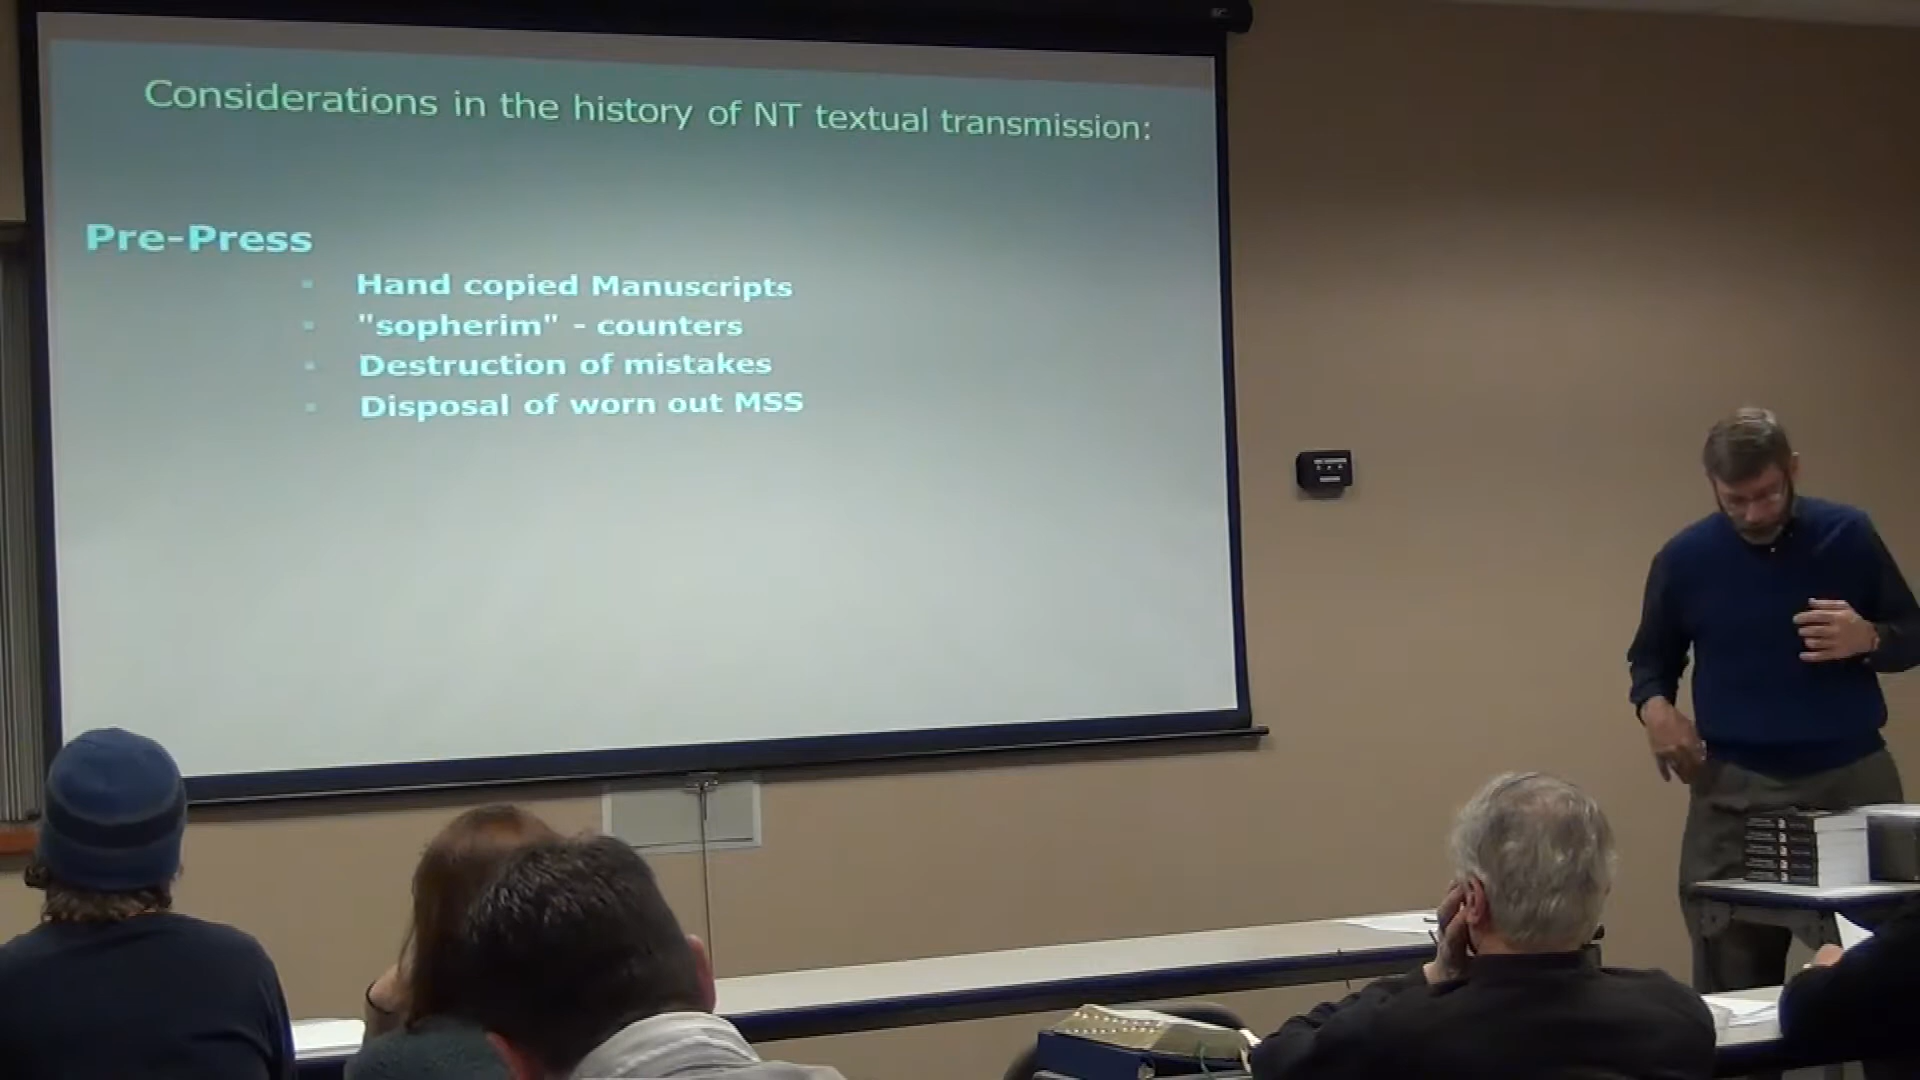 Considerations in the history of NT textual transmission:
Pre-Press
▪ Hand copied Manuscripts
▪ "sopherim" - counters
▪ Destruction of mistakes
▪ Disposal of worn out MSS